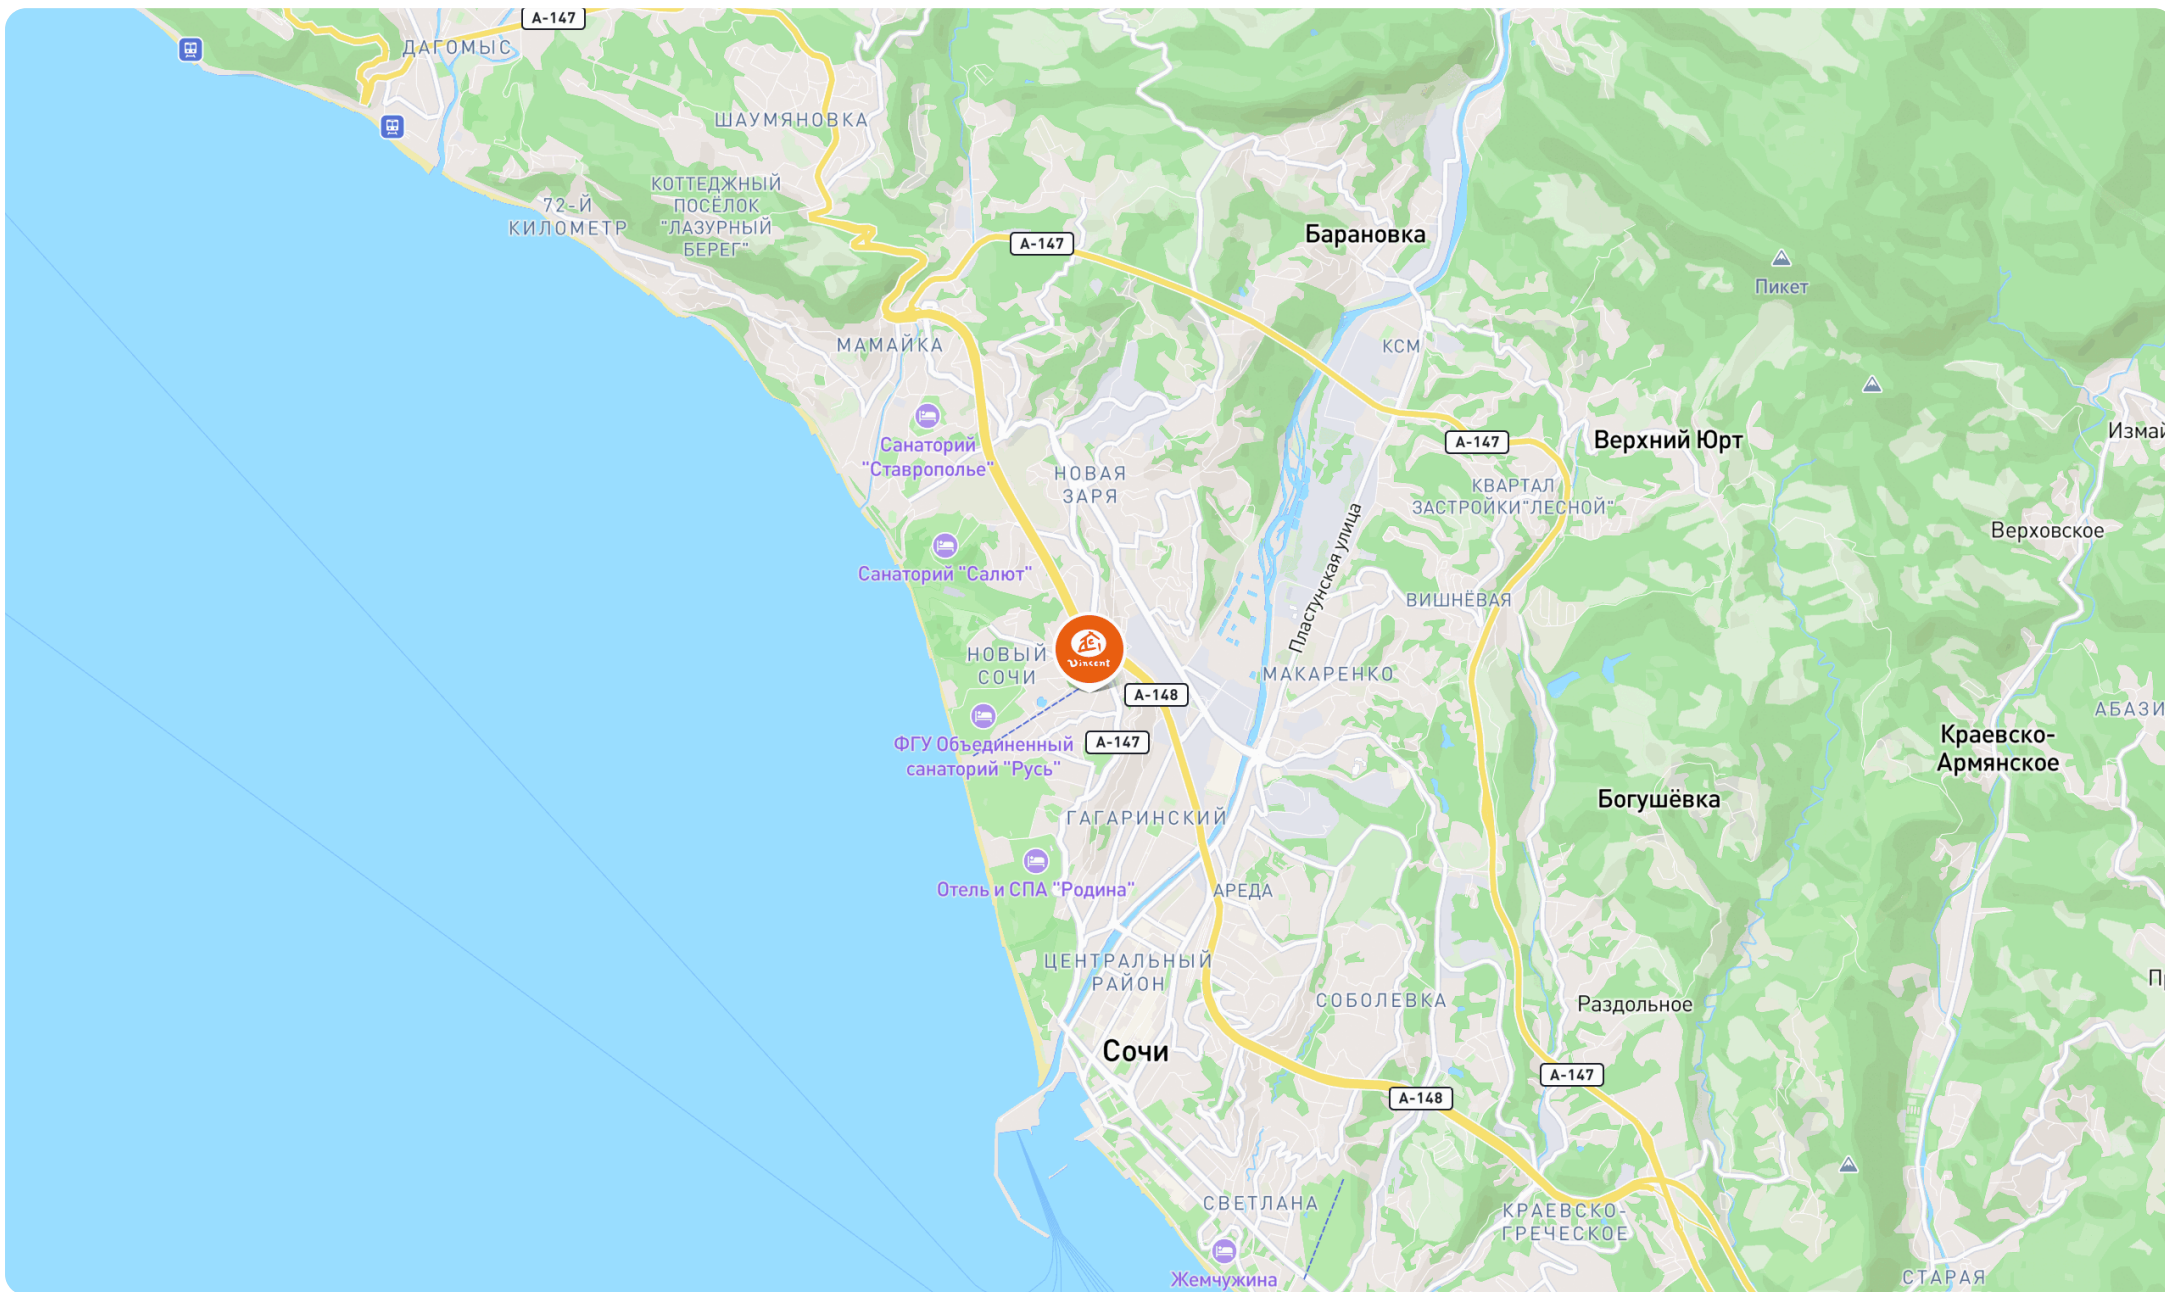 А-147
ДАГОМЫС
ШАУМЯНОВКА
КОТТЕДЖНЫЙ
ПОСЁЛОК
"ЛАЗУРНЫЙ
БЕРЕГ"
72-Й
КИЛОМЕТР
А-147
Барановка
Пикет
МАМАЙКА
КСМ
Санаторий
"Ставрополье"
А-147
Верхний Юрт
Измай
НОВАЯ
ЗАРЯ
КВАРТАЛ
ЗАСТРОЙКИ"ЛЕСНОЙ"
Пластунская улица
Верховское
Санаторий "Салют"
ВИШНЁВАЯ
Vincent
НОВЫЙ
СОЧИ
МАКАРЕНКО
А-148
АБАЗИ
ФГУ Объединенный
санаторий "Русь"
А-147
Краевско-
Армянское
Богушёвка
ГАГАРИНСКИЙ
Отель и СПА "Родина"
АРЕДА
ЦЕНТРАЛЬНЫЙ
РАЙОН
СОБОЛЕВКА
Раздольное
Сочи
А-147
А-148
СВЕТЛАНА
КРАЕВСКО-
ГРЕЧЕСКОЕ
Жемчужина
СТАРАЯ